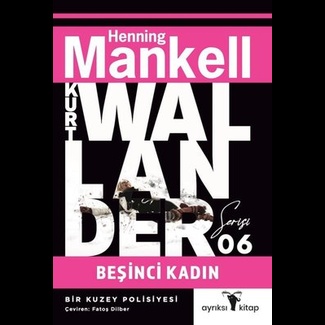 Henning
Mankell
KURT
WAL
LAN
DER
Serisi
06
BEŞİNCİ KADIN
BİR KUZEY POLİSİYESİ
Çeviren: Fatoş Dilber
ayrıksı kitap